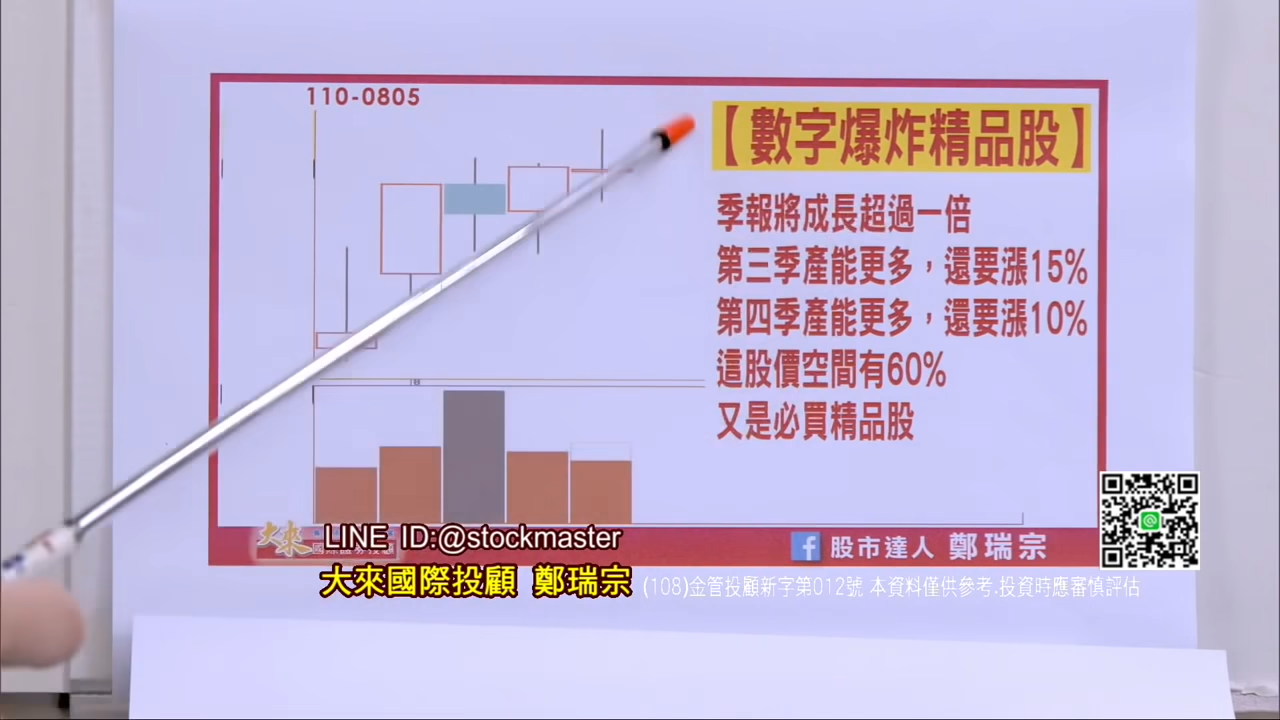 110-0805
【數字爆炸精品股】
季報將成長超過一倍
第三季產能更多，還要漲15%
第四季產能更多，還要漲10%
這股價空間有60%
又是必買精品股
大來
LINE ID:@stockmaster
f 股市達人 鄭瑞宗
大來國際投顧 鄭瑞宗 (108)金管投顧新字第012號 本資料僅供參考.投資時應審慎評估